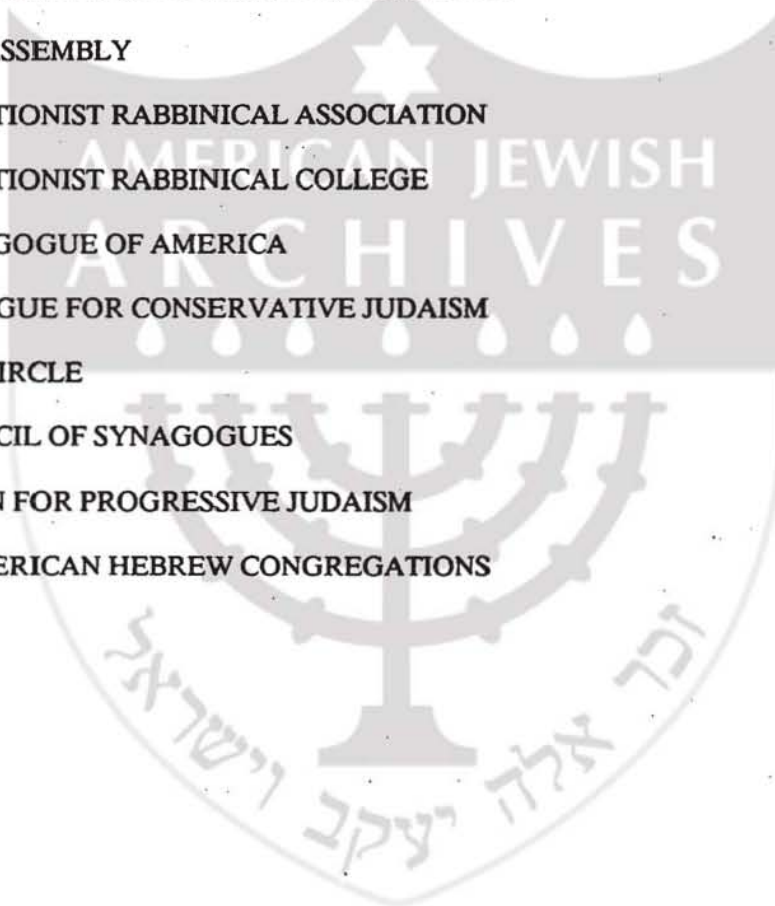 SSEMBLY
TIONIST RABBINICAL ASSOCIATION
AMERICAN JEWISH
TIONIST RABBINICAL COLLEGE
ARCHIVES
GOGUE OF AMERICA
GUE FOR CONSERVATIVE JUDAISM
IRCLE
CIL OF SYNAGOGUES
N FOR PROGRESSIVE JUDAISM
ERICAN HEBREW CONGREGATIONS
זכר אלה יעקב וישראל